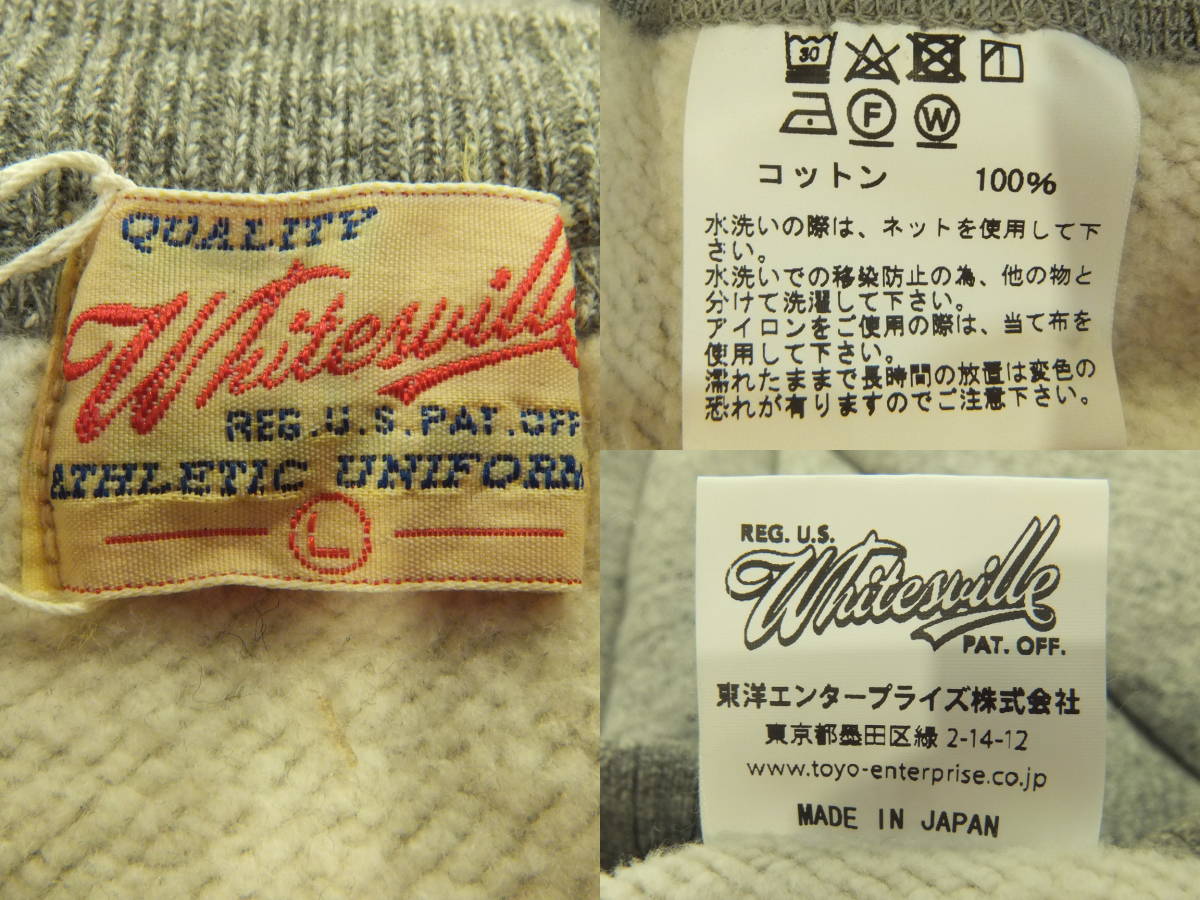 QUALITY
Whitesville
REG.U.S.PAT.OFF
ATHLETIC UNIFORM
L
30
F W
コットン 100%
水洗いの際は、ネットを使用して下
さい。
水洗いでの移染防止の為、他の物と
分けて洗濯して下さい。
アイロンをご使用の際は、当て布を
使用して下さい。
濡れたままで長時間の放置は変色の
恐れが有りますのでご注意下さい。
REG. U.S.
Whitesville
PAT. OFF.
東洋エンタープライズ株式会社
東京都墨田区緑 2-14-12
www.toyo-enterprise.co.jp
MADE IN JAPAN